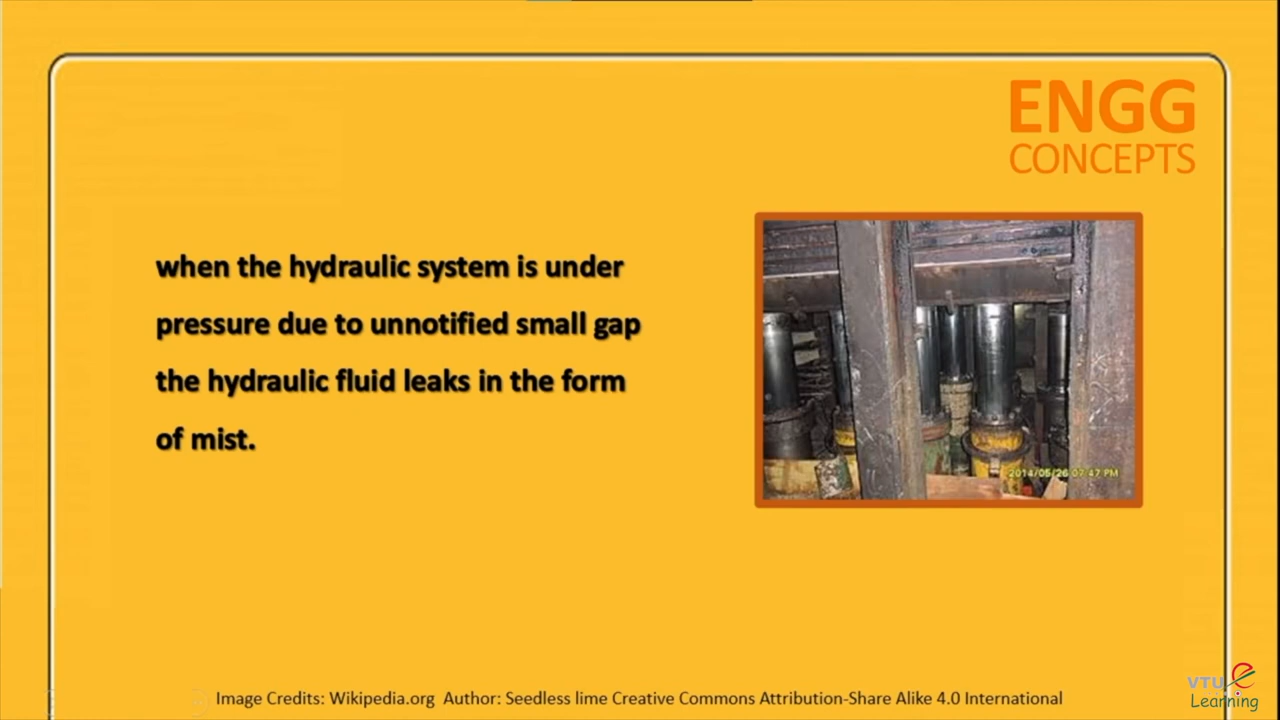 ENGG
CONCEPTS
when the hydraulic system is under
pressure due to unnotified small gap
the hydraulic fluid leaks in the form
of mist.
2014/05/26 07:47 PM
Image Credits: Wikipedia.org Author: Seedless lime Creative Commons Attribution-Share Alike 4.0 International
VTU e
Learning